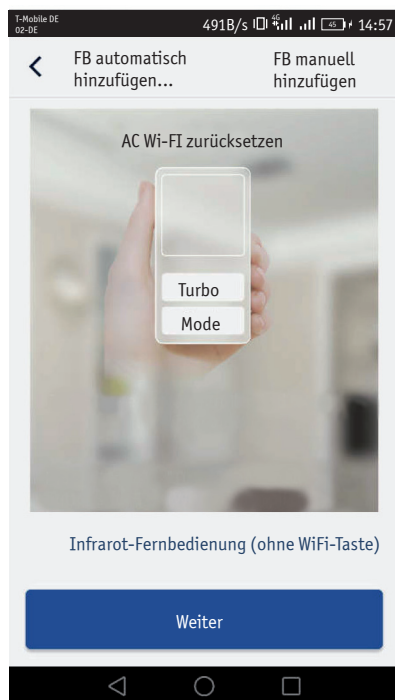 T-Mobile DE
02-DE
491B/s 4G 45 14:57
FB automatisch
hinzufügen...
FB manuell
hinzufügen
AC Wi-FI zurücksetzen
Turbo
Mode
Infrarot-Fernbedienung (ohne WiFi-Taste)
Weiter